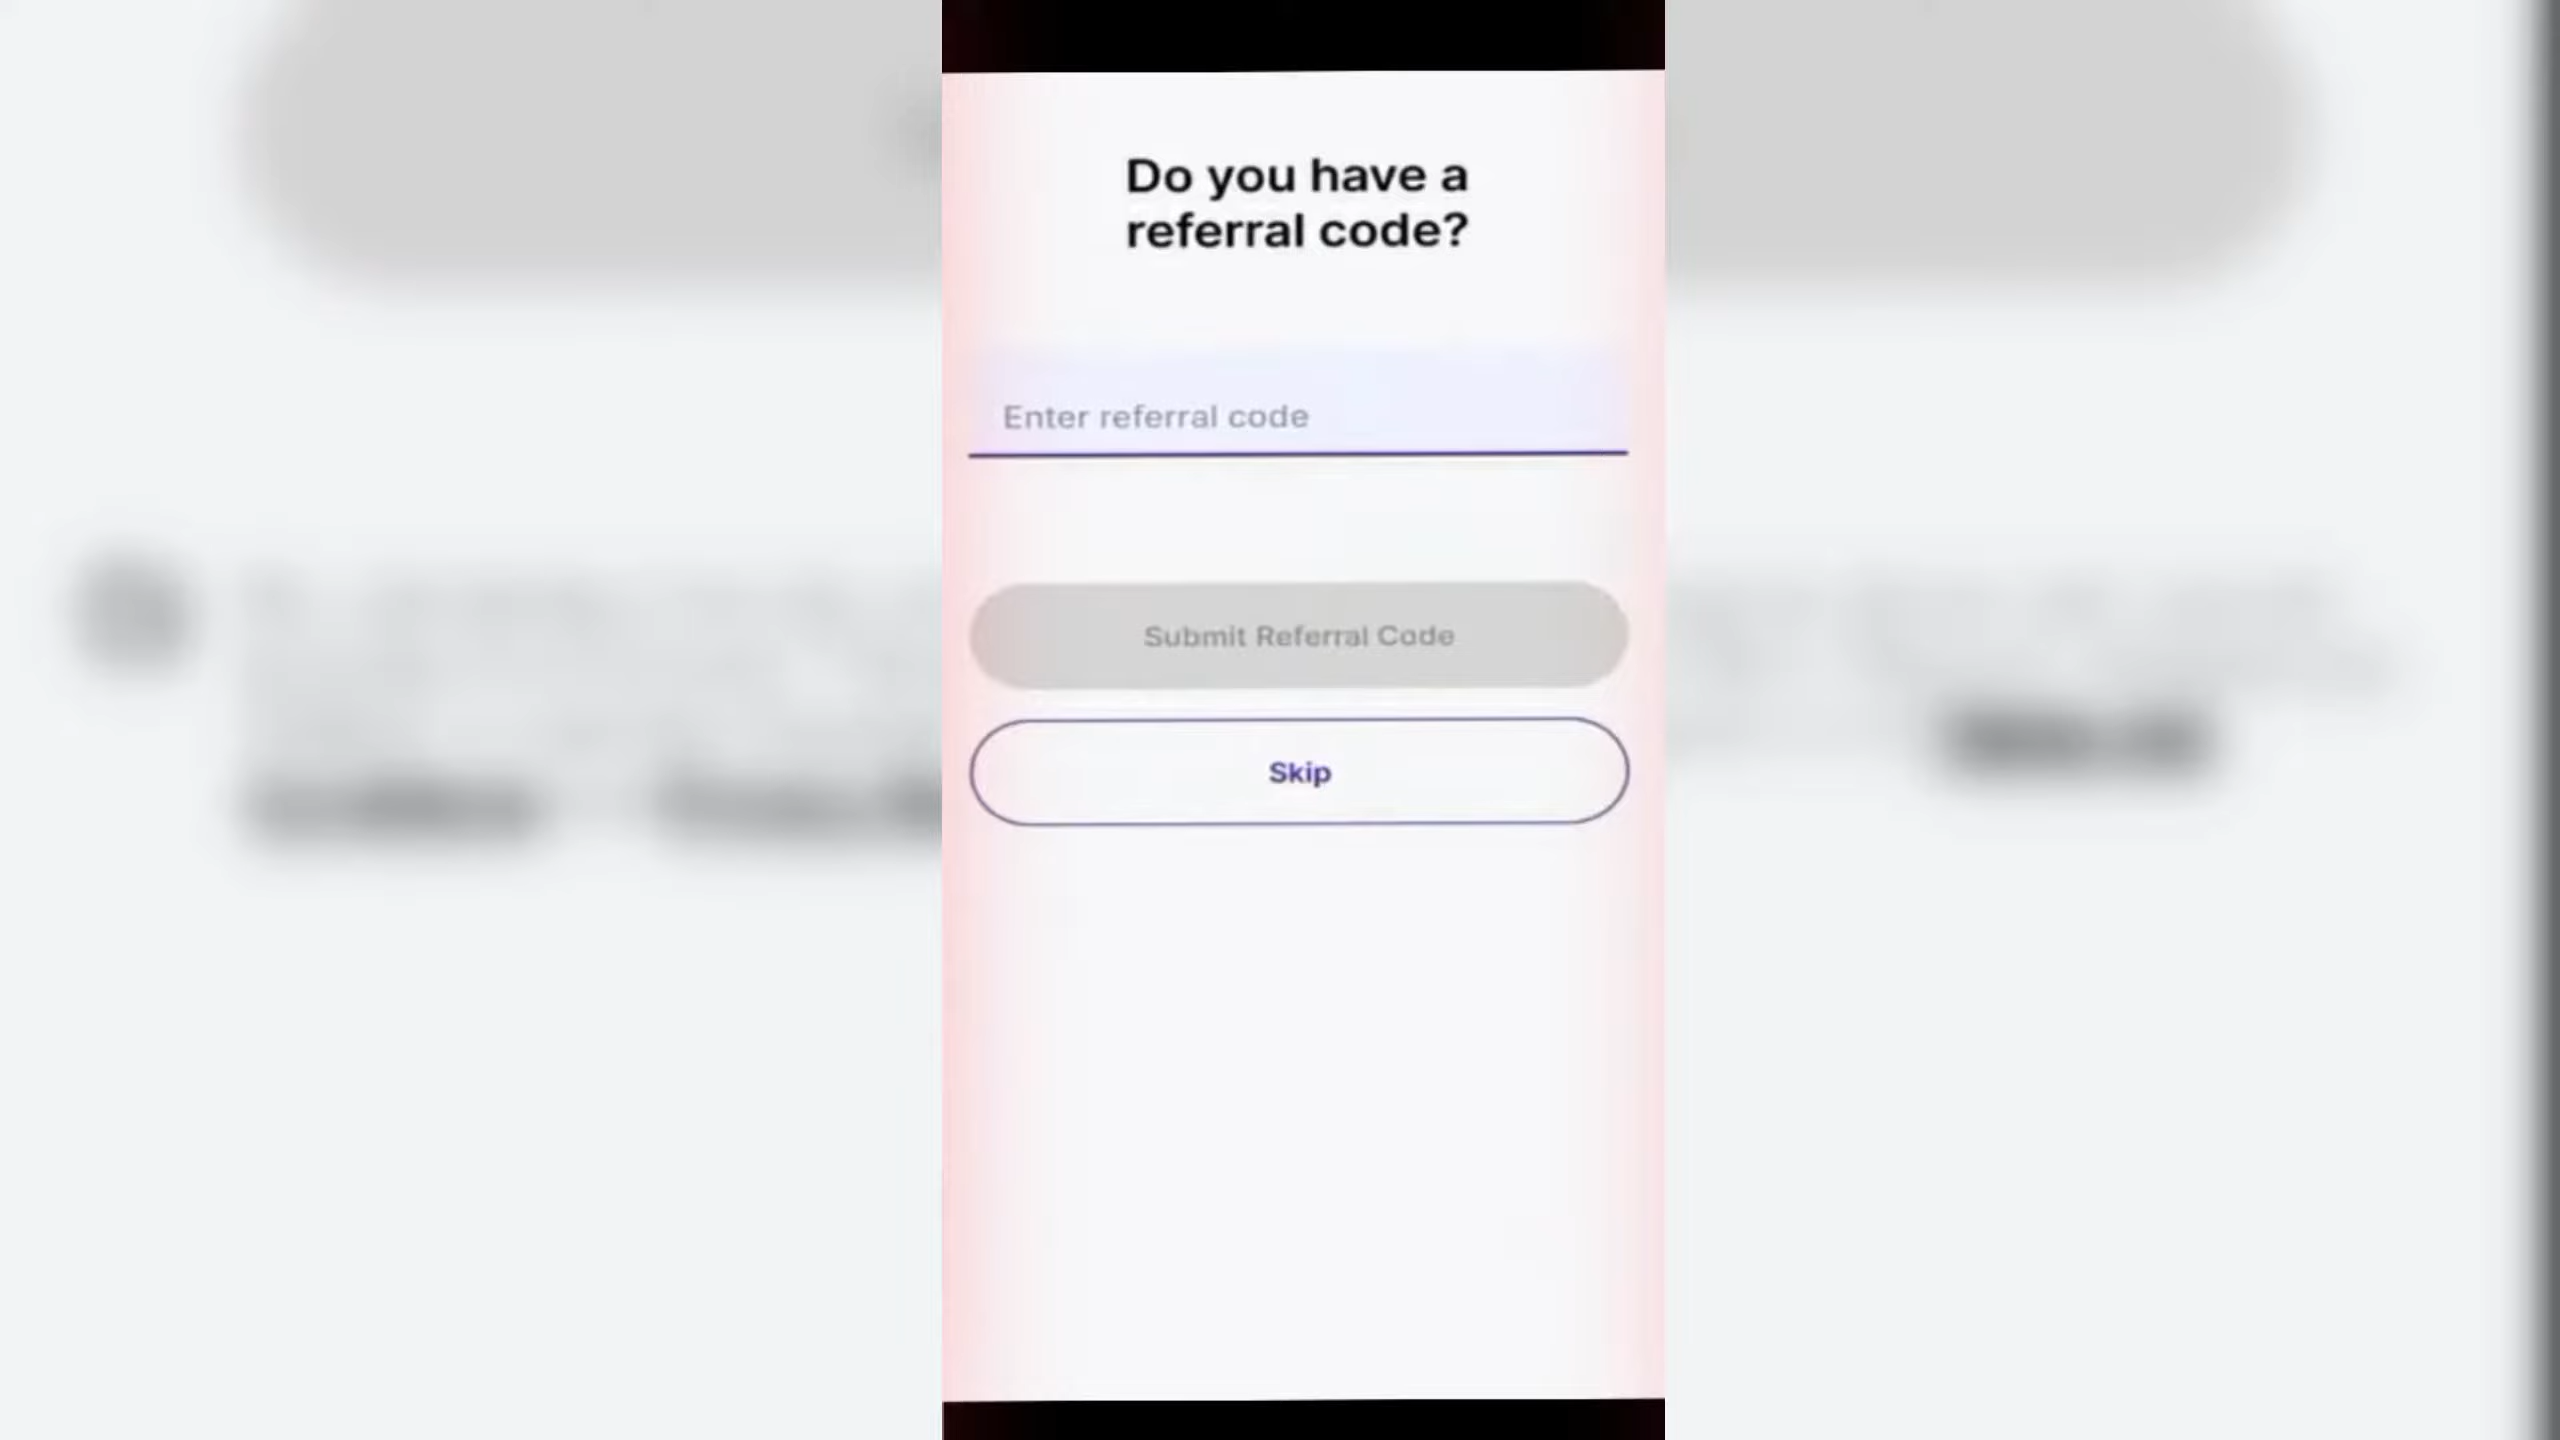 Do you have a
referral code?
Enter referral code
Submit Referral Code
Skip